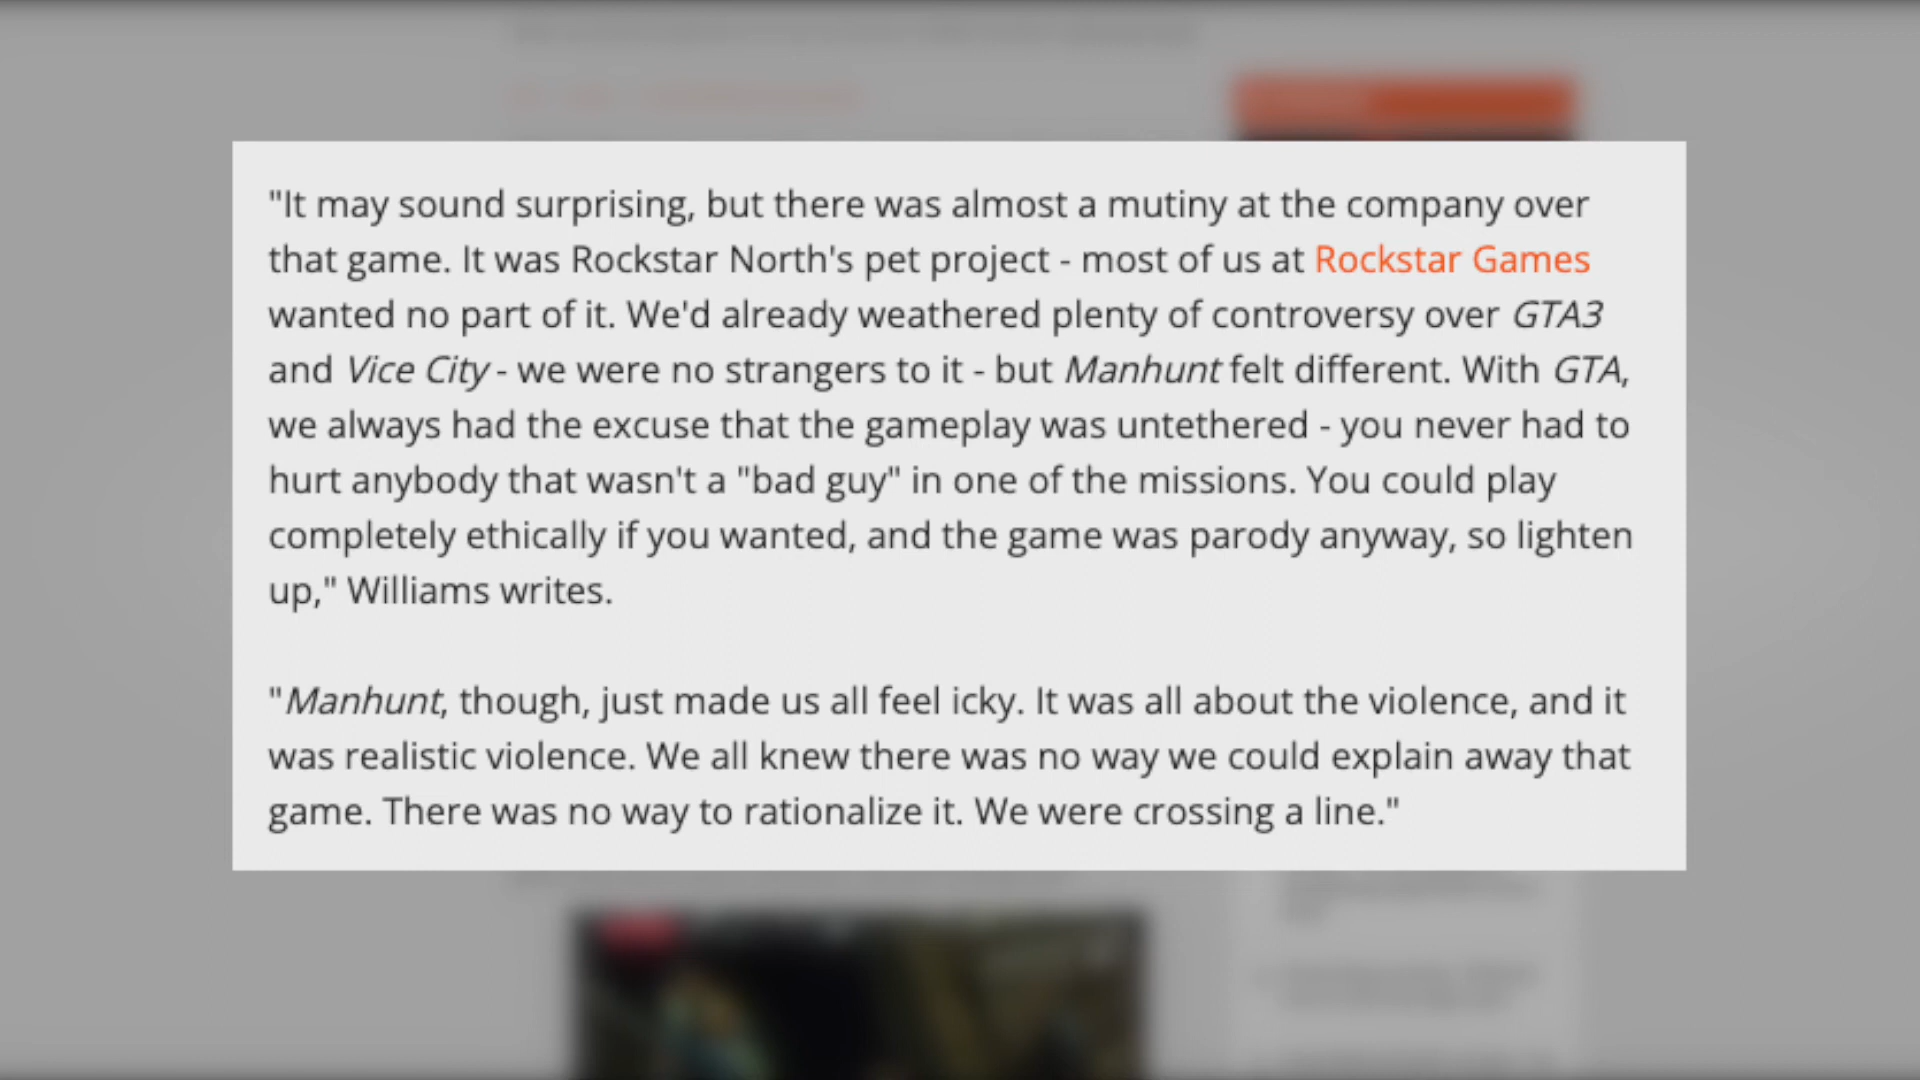 "It may sound surprising, but there was almost a mutiny at the company over
that game. It was Rockstar North's pet project - most of us at Rockstar Games
wanted no part of it. We'd already weathered plenty of controversy over GTA3
and Vice City - we were no strangers to it - but Manhunt felt different. With GTA,
we always had the excuse that the gameplay was untethered - you never had to
hurt anybody that wasn't a "bad guy" in one of the missions. You could play
completely ethically if you wanted, and the game was parody anyway, so lighten
up," Williams writes.
"Manhunt, though, just made us all feel icky. It was all about the violence, and it
was realistic violence. We all knew there was no way we could explain away that
game. There was no way to rationalize it. We were crossing a line."